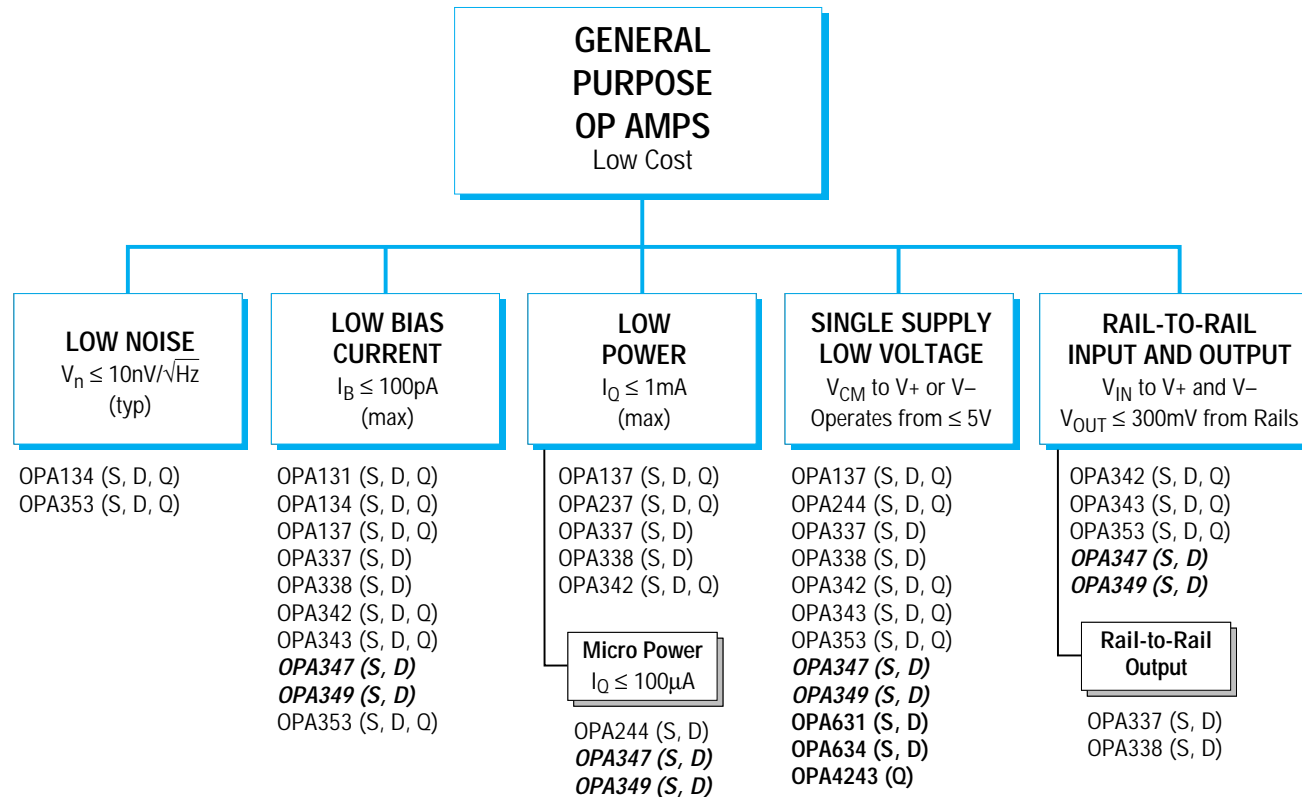 GENERAL
PURPOSE
OP AMPS
Low Cost
LOW NOISE
Vn ≤ 10nV/√Hz
(typ)
OPA134 (S, D, Q)
OPA353 (S, D, Q)
LOW BIAS
CURRENT
IB ≤ 100pA
(max)
OPA131 (S, D, Q)
OPA134 (S, D, Q)
OPA137 (S, D, Q)
OPA337 (S, D)
OPA338 (S, D)
OPA342 (S, D, Q)
OPA343 (S, D, Q)
OPA347 (S, D)
OPA349 (S, D)
OPA353 (S, D, Q)
LOW
POWER
IQ ≤ 1mA
(max)
OPA137 (S, D, Q)
OPA237 (S, D, Q)
OPA337 (S, D)
OPA338 (S, D)
OPA342 (S, D, Q)
Micro Power
IQ ≤ 100μA
OPA244 (S, D)
OPA347 (S, D)
OPA349 (S, D)
SINGLE SUPPLY
LOW VOLTAGE
VCM to V+ or V–
Operates from ≤ 5V
OPA137 (S, D, Q)
OPA244 (S, D, Q)
OPA337 (S, D)
OPA338 (S, D)
OPA342 (S, D, Q)
OPA343 (S, D, Q)
OPA353 (S, D, Q)
OPA347 (S, D)
OPA349 (S, D)
OPA631 (S, D)
OPA634 (S, D)
OPA4243 (Q)
RAIL-TO-RAIL
INPUT AND OUTPUT
VIN to V+ and V–
VOUT ≤ 300mV from Rails
OPA342 (S, D, Q)
OPA343 (S, D, Q)
OPA353 (S, D, Q)
OPA347 (S, D)
OPA349 (S, D)
Rail-to-Rail
Output
OPA337 (S, D)
OPA338 (S, D)